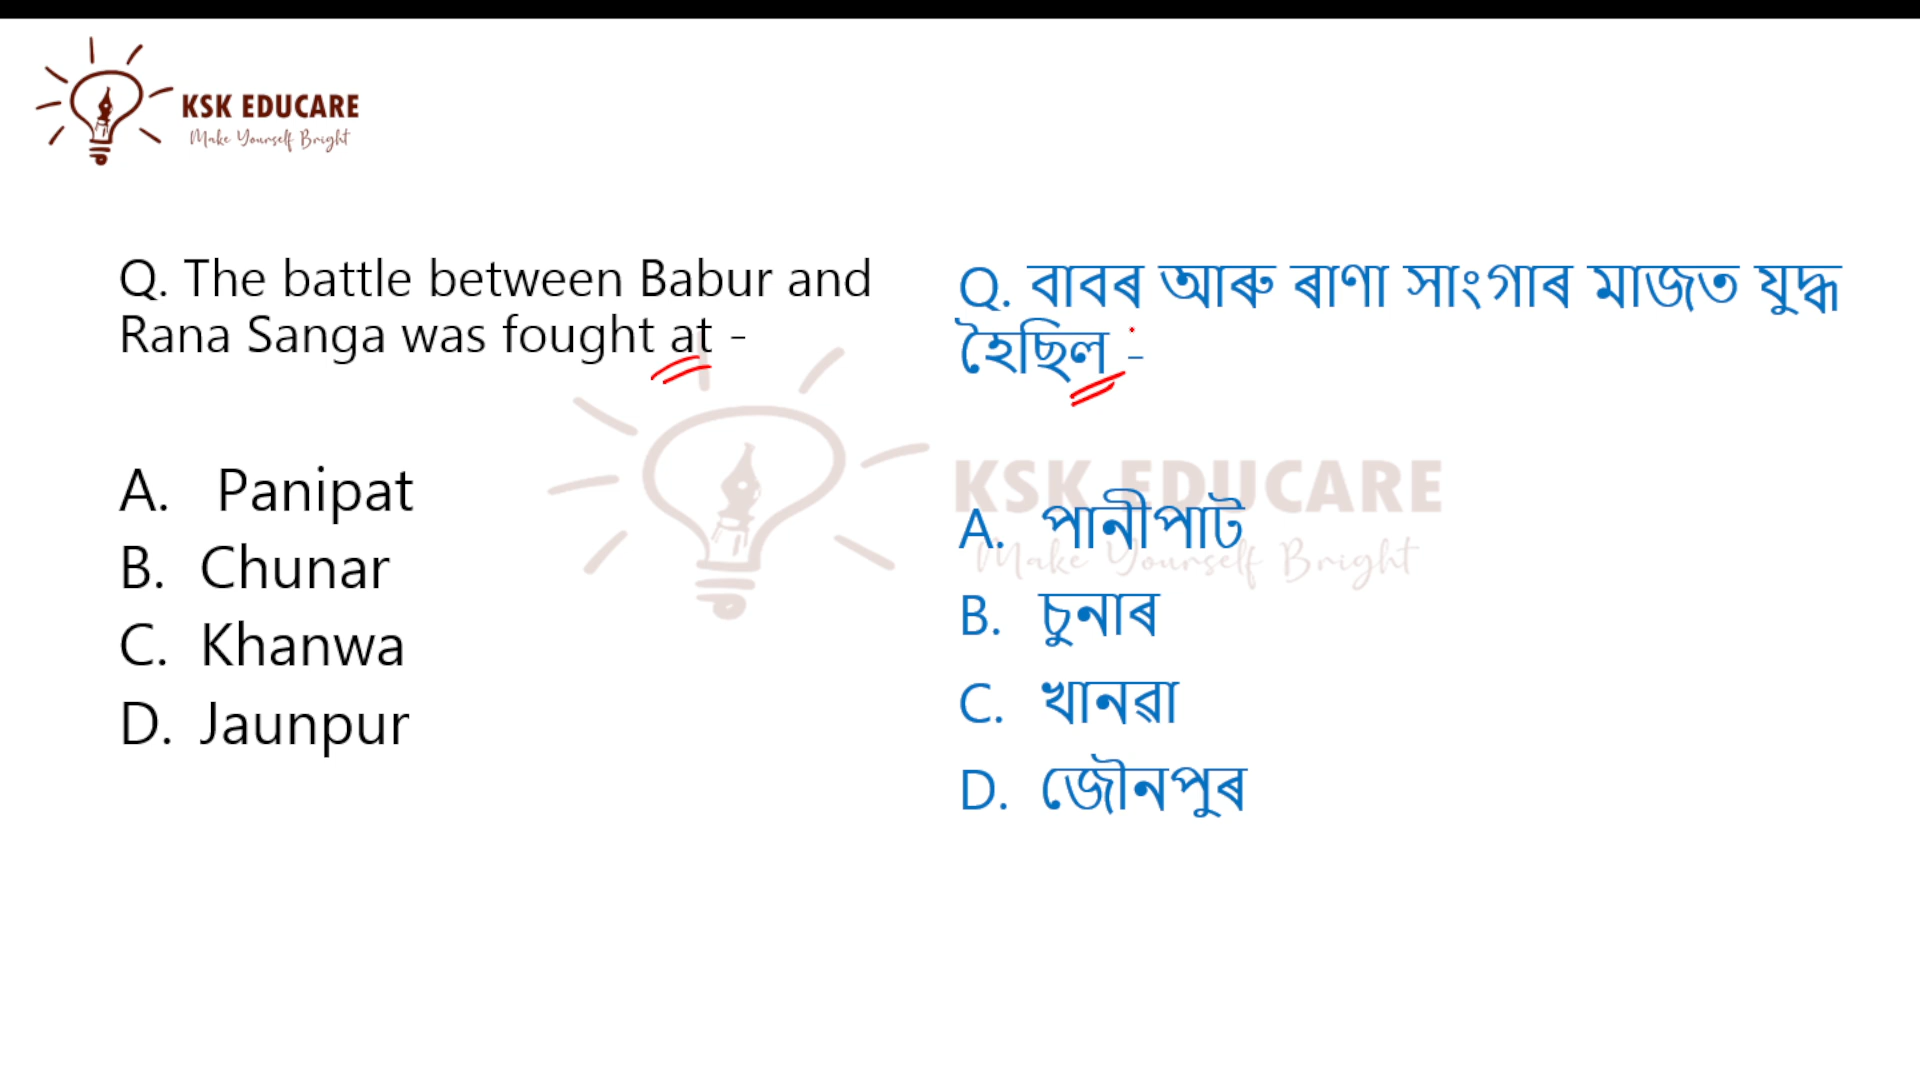 KSK EDUCARE
Make Yourself Bright
Q. The battle between Babur and
Rana Sanga was fought at -
A. Panipat
B. Chunar
C. Khanwa
D. Jaunpur
Q. বাবৰ আৰু ৰাণা সাংগাৰ মাজত যুদ্ধ
হৈছিল -
A. পানীপাট
B. চুনাৰ
C. খানৱা
D. জৌনপুৰ
KSK EDUCARE
Make Yourself Bright